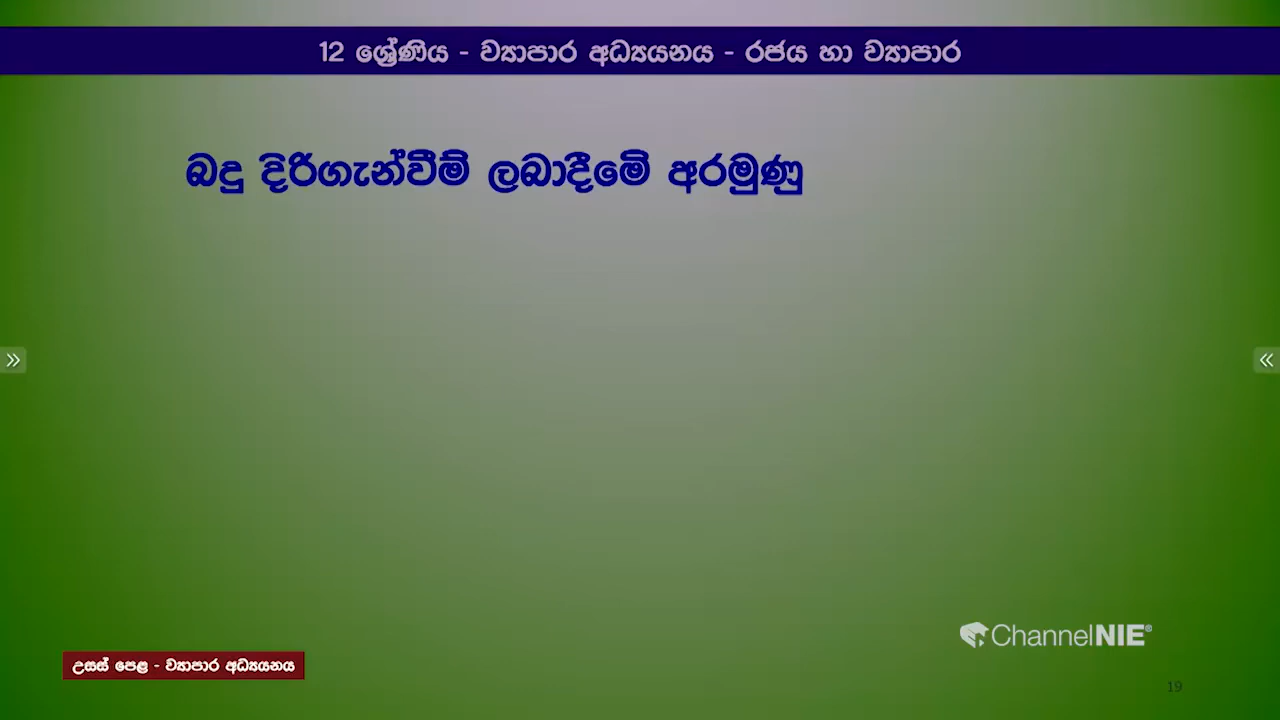 12 ශ්‍රේණිය - ව්‍යාපාර අධ්‍යයනය - රජය හා ව්‍යාපාර
බදු දිරිගැන්වීම් ලබාදීමේ අරමුණු
ChannelNIE®
උසස් පෙළ - ව්‍යාපාර අධ්‍යයනය
19